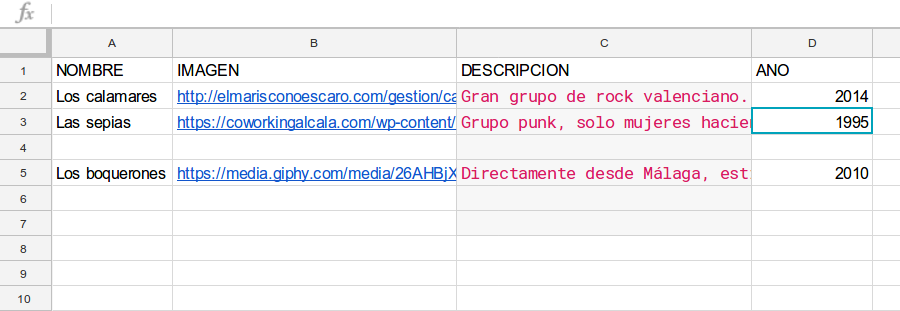 fx
A B C D
1 NOMBRE IMAGEN DESCRIPCION ANO
2 Los calamares http://elmarisconoescaro.com/gestion/ca Gran grupo de rock valenciano. 2014
3 Las sepias https://coworkingalcala.com/wp-content/ Grupo punk, solo mujeres hacien 1995
4
5 Los boquerones https://media.giphy.com/media/26AHBjX Directamente desde Málaga, est 2010
6
7
8
9
10